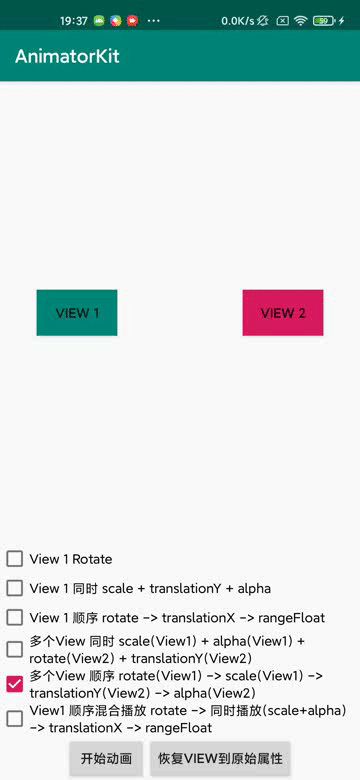 19:37 ... 0.0K/s 59
AnimatorKit
VIEW 1
VIEW 2
View 1 Rotate
View 1 同时 scale + translationY + alpha
View 1 顺序 rotate -> translationX -> rangeFloat
多个View 同时 scale(View1) + alpha(View1) +
rotate(View2) + translationY(View2)
多个View 顺序 rotate(View1) -> scale(View1) ->
translationY(View2) -> alpha(View2)
View1 顺序混合播放 rotate -> 同时播放(scale+alpha)
-> translationX -> rangeFloat
开始动画
恢复VIEW到原始属性